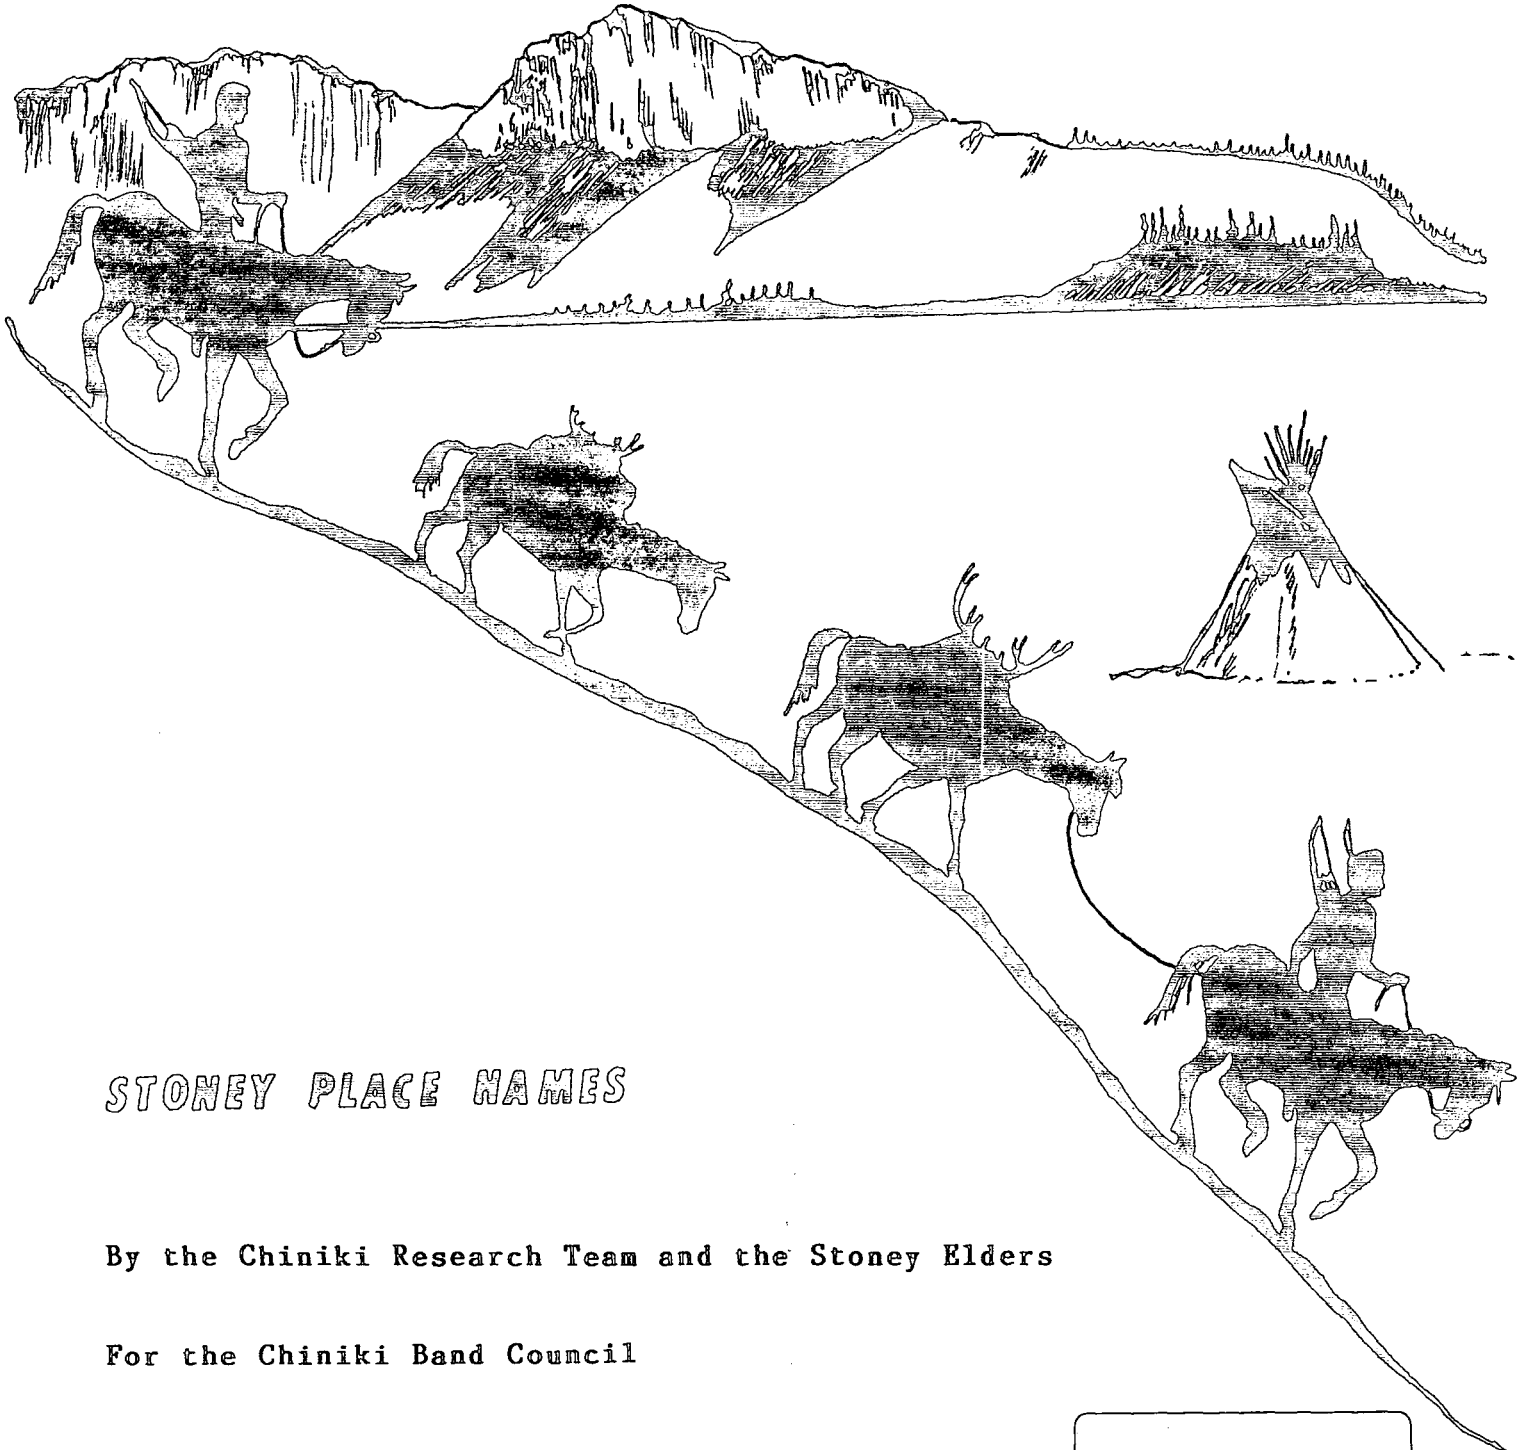 STONEY PLACE NAMES
By the Chiniki Research Team and the Stoney Elders
For the Chiniki Band Council